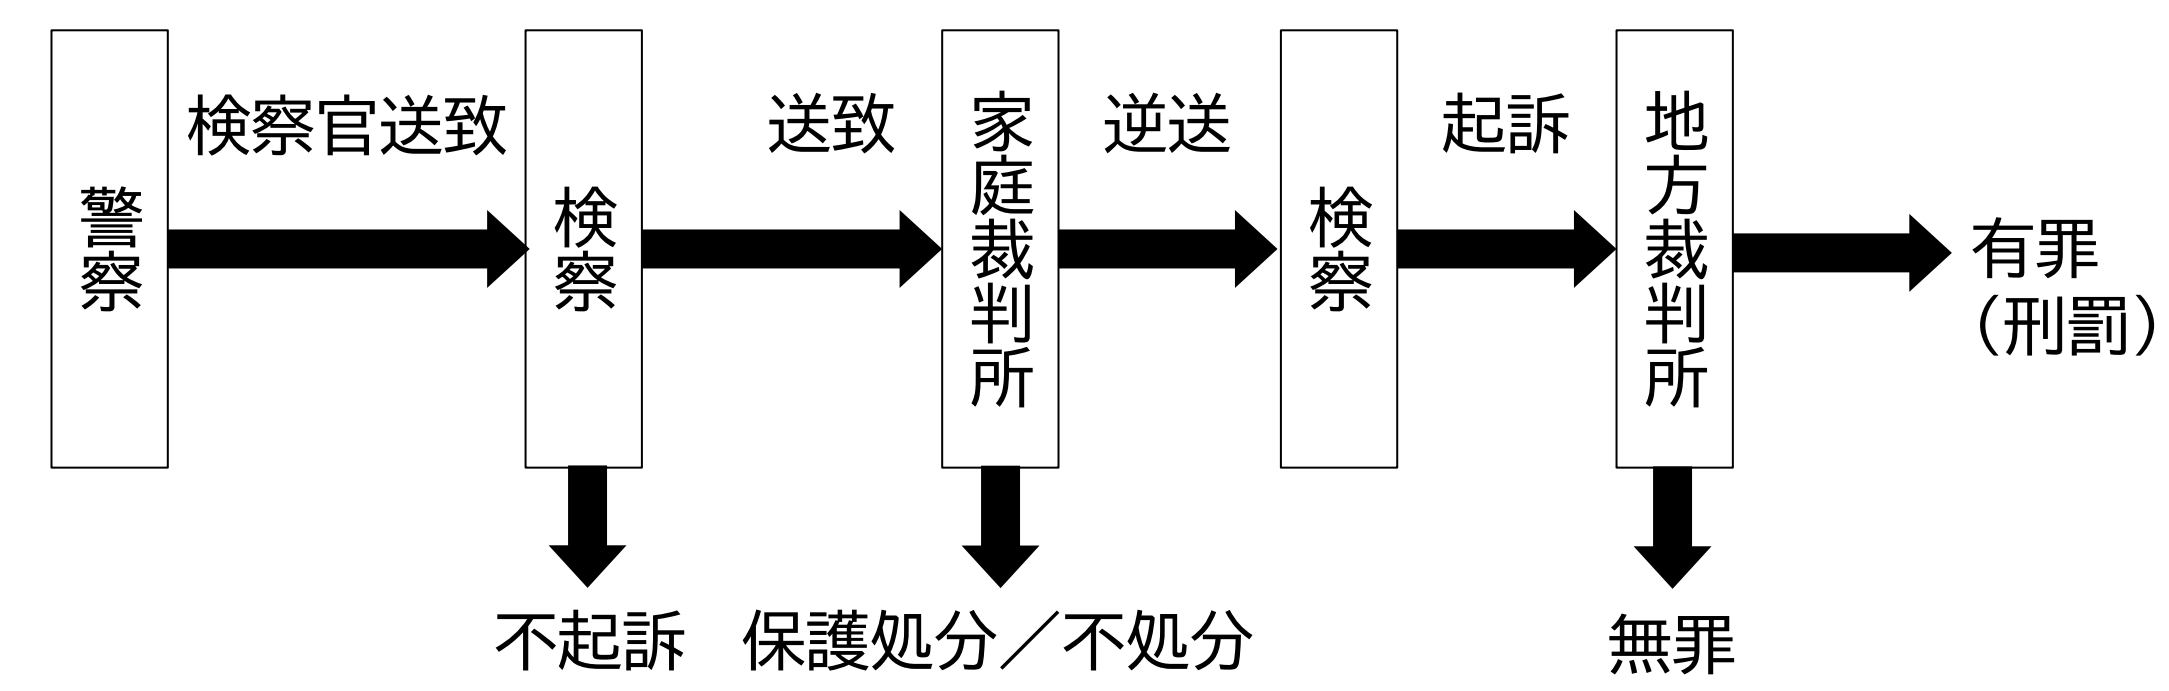 警察
検察官送致
検察
送致
家庭裁判所
逆送
検察
起訴
地方裁判所
有罪
（刑罰）
不起訴
保護処分／不処分
無罪